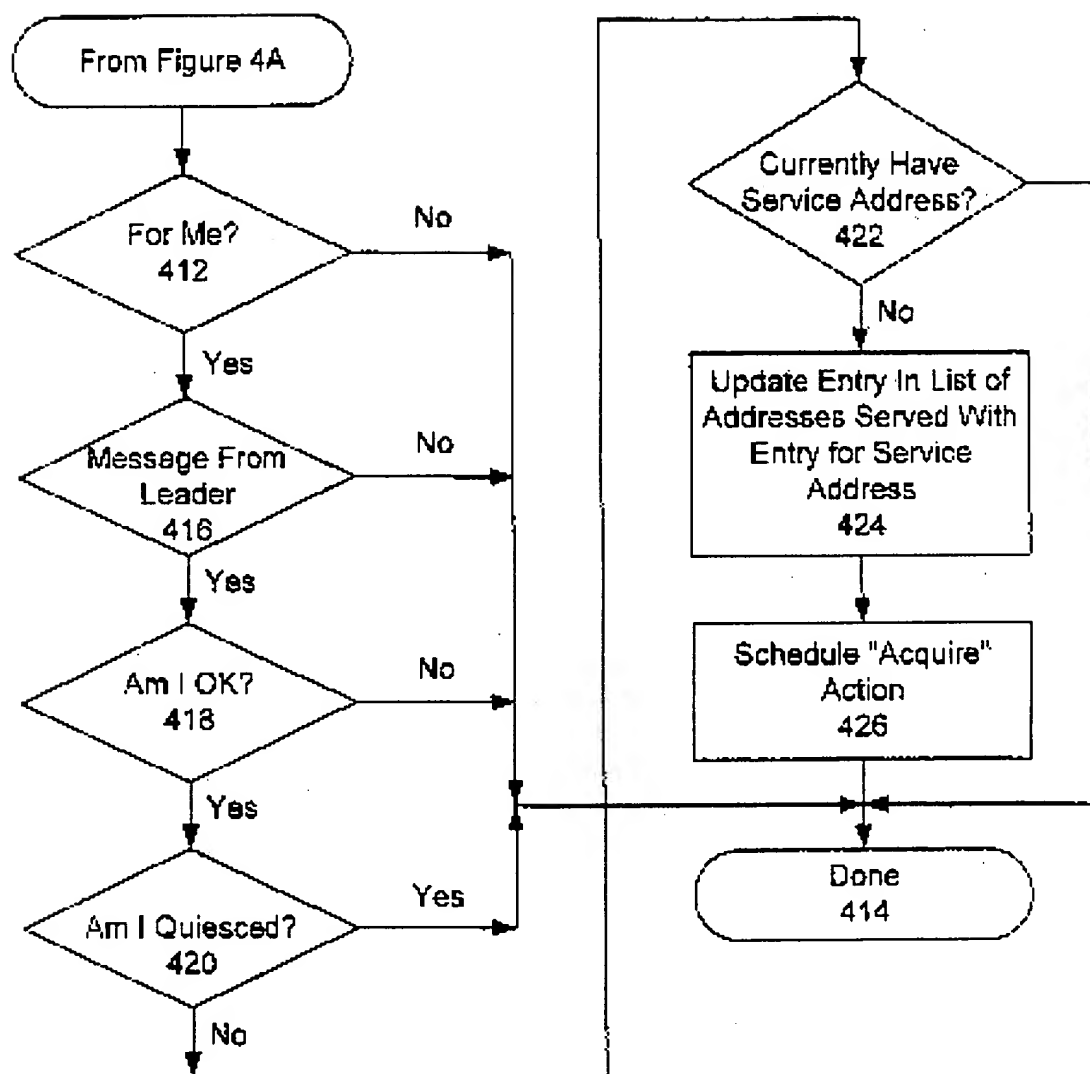 From Figure 4A
For Me?
412
No
Yes
Message From
Leader
416
No
Yes
Am I OK?
418
No
Yes
Am I Quiesced?
420
Yes
No
Currently Have
Service Address?
422
No
Update Entry In List of
Addresses Served With
Entry for Service
Address
424
Schedule "Acquire"
Action
426
Done
414